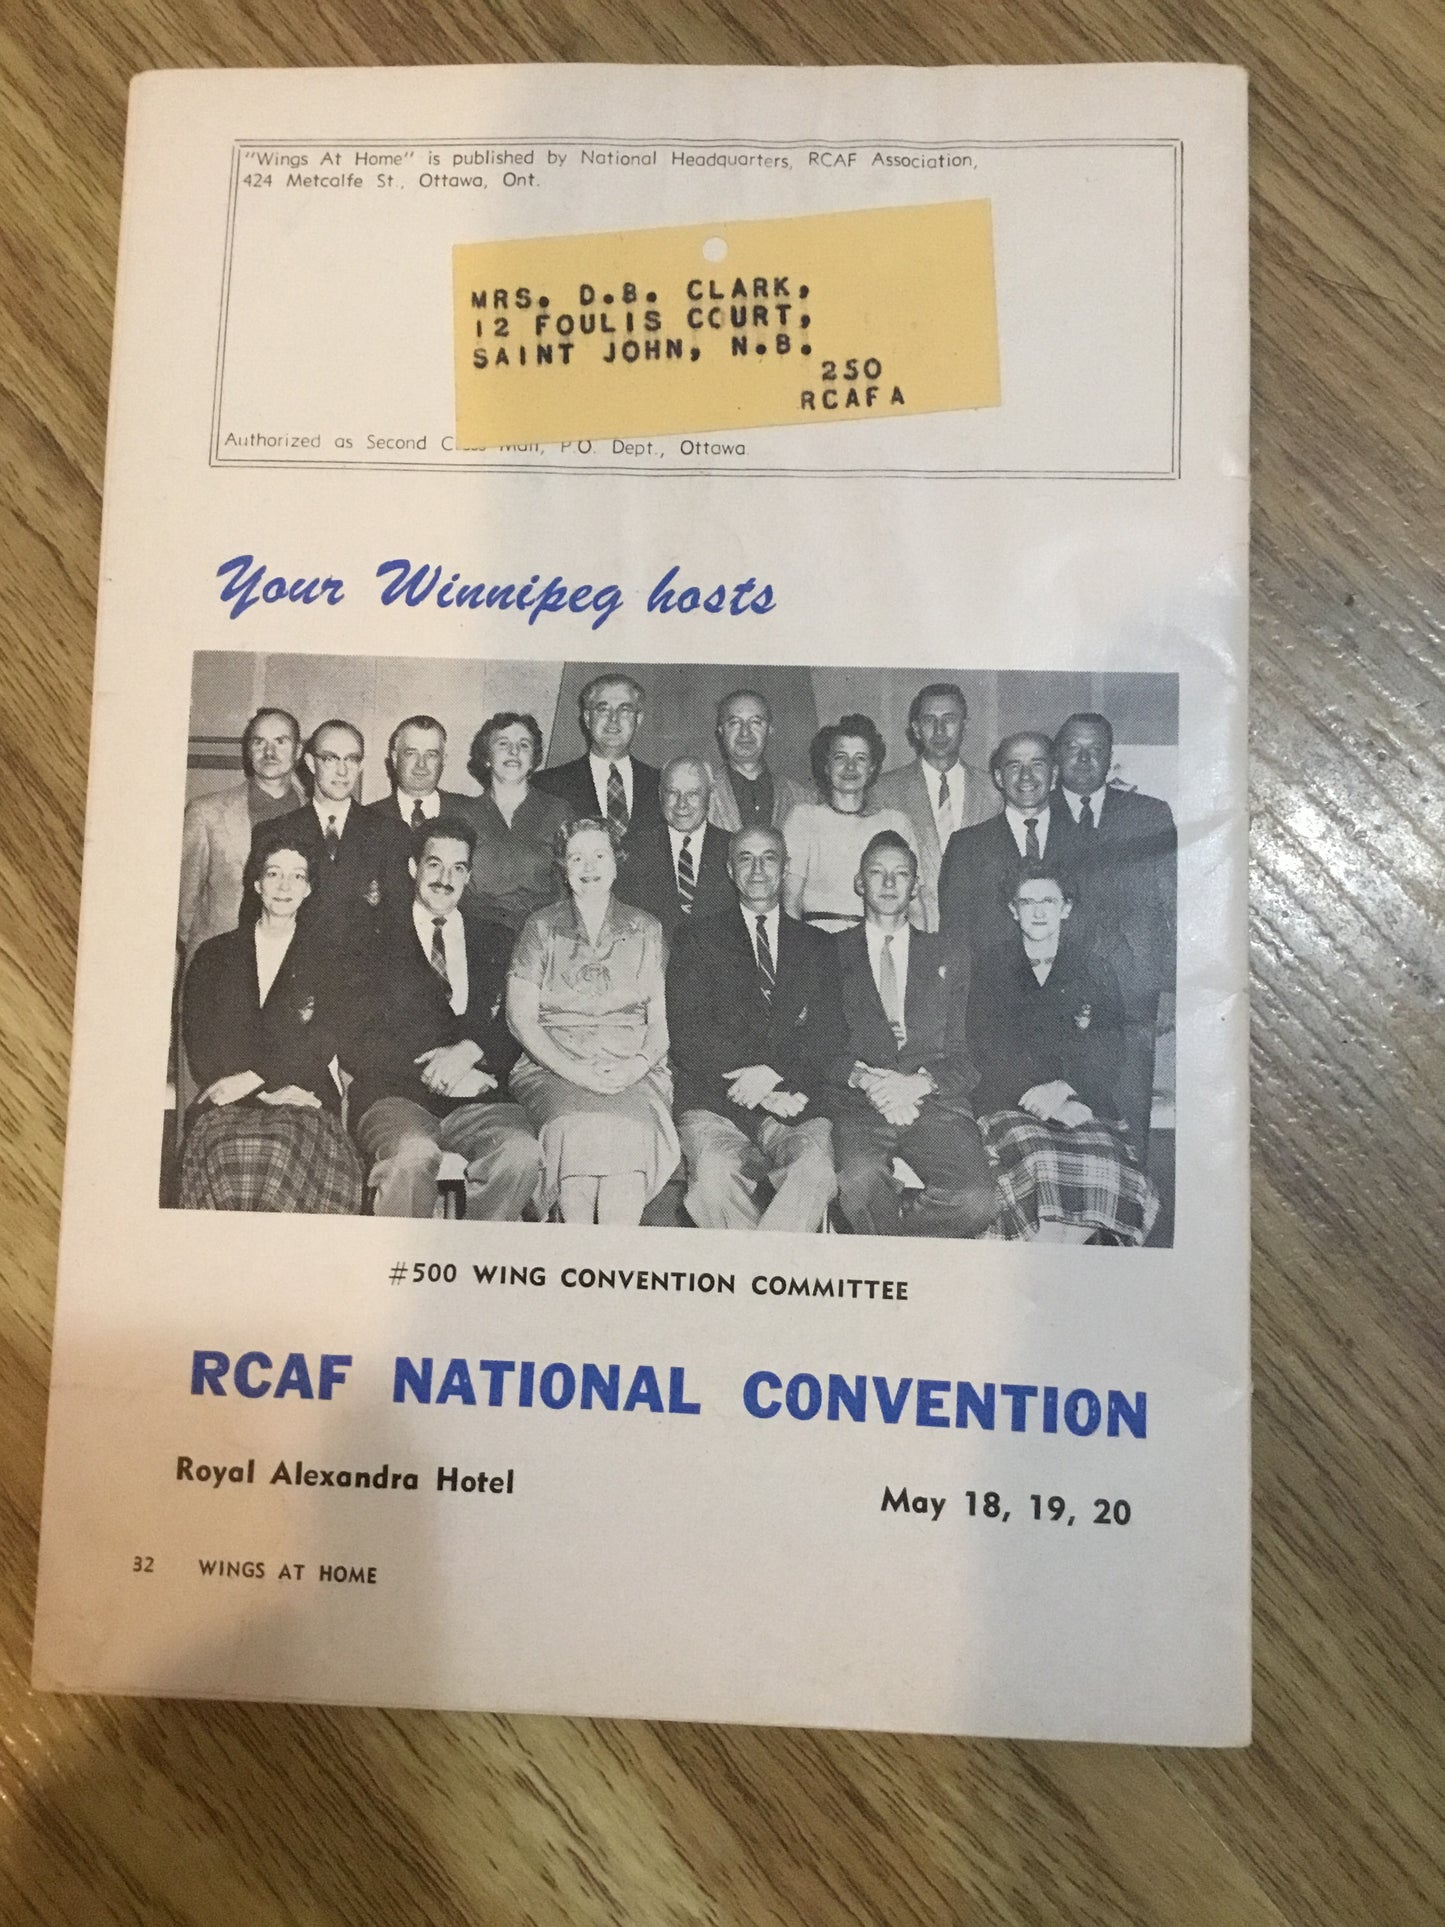 "Wings At Home" is published by National Headquarters, RCAF Association,
424 Metcalfe St., Ottawa, Ont.
MRS. D.B. CLARK,
12 FOULIS COURT,
SAINT JOHN, N.B.
250
RCAFA
Authorized as Second Class Mail, P.O. Dept., Ottawa
Your Winnipeg hosts
#500 WING CONVENTION COMMITTEE
RCAF NATIONAL CONVENTION
Royal Alexandra Hotel
May 18, 19, 20
32 WINGS AT HOME